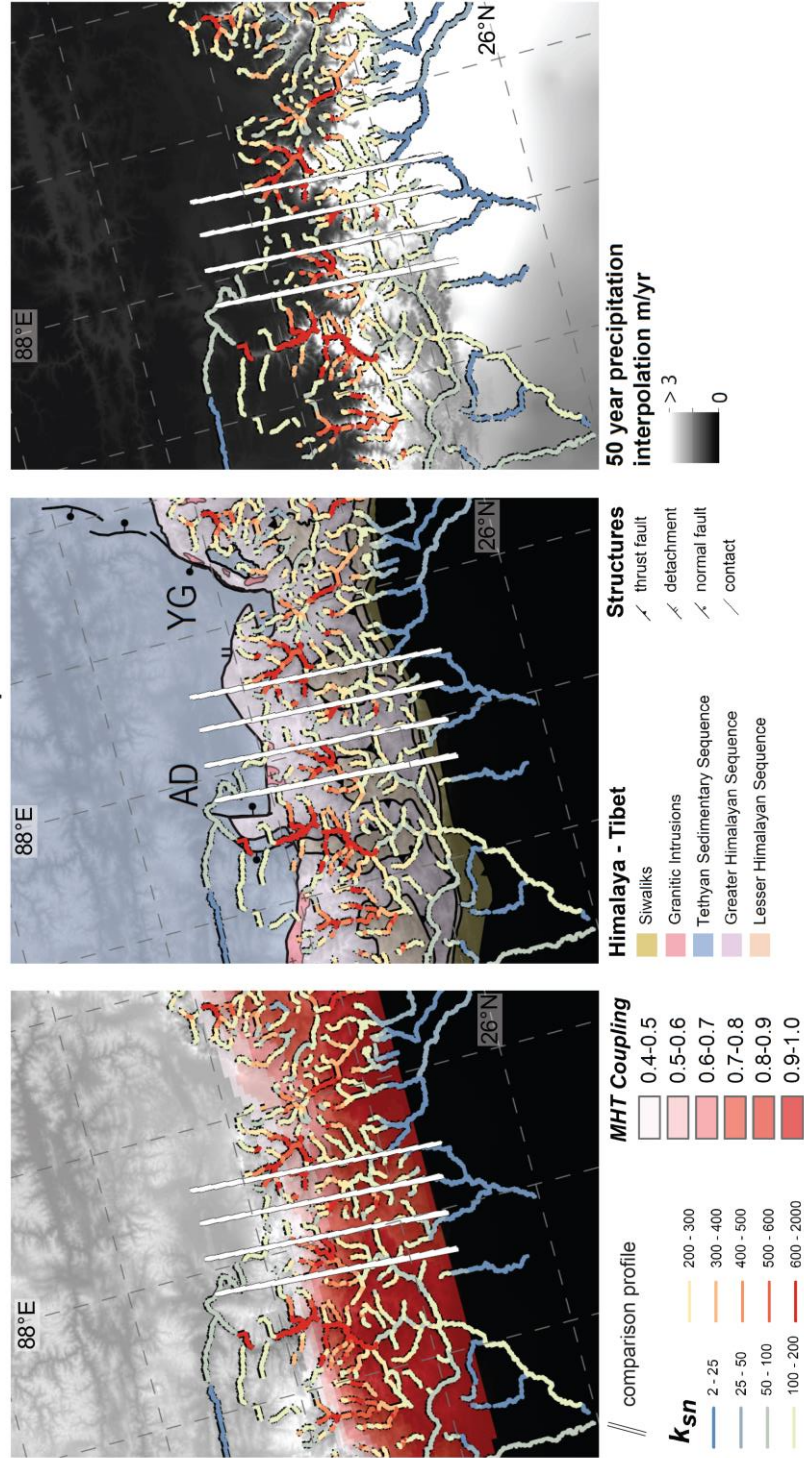 88°E
26°N
88°E
AD
YG
26°N
88°E
26°N
comparison profile
ksn
2 - 25
25 - 50
50 - 100
100 - 200
200 - 300
300 - 400
400 - 500
500 - 600
600 - 2000
MHT Coupling
0.4-0.5
0.5-0.6
0.6-0.7
0.7-0.8
0.8-0.9
0.9-1.0
Himalaya - Tibet
Siwaliks
Granitic Intrusions
Tethyan Sedimentary Sequence
Greater Himalayan Sequence
Lesser Himalayan Sequence
Structures
thrust fault
detachment
normal fault
contact
50 year precipitation
interpolation m/yr
> 3
0